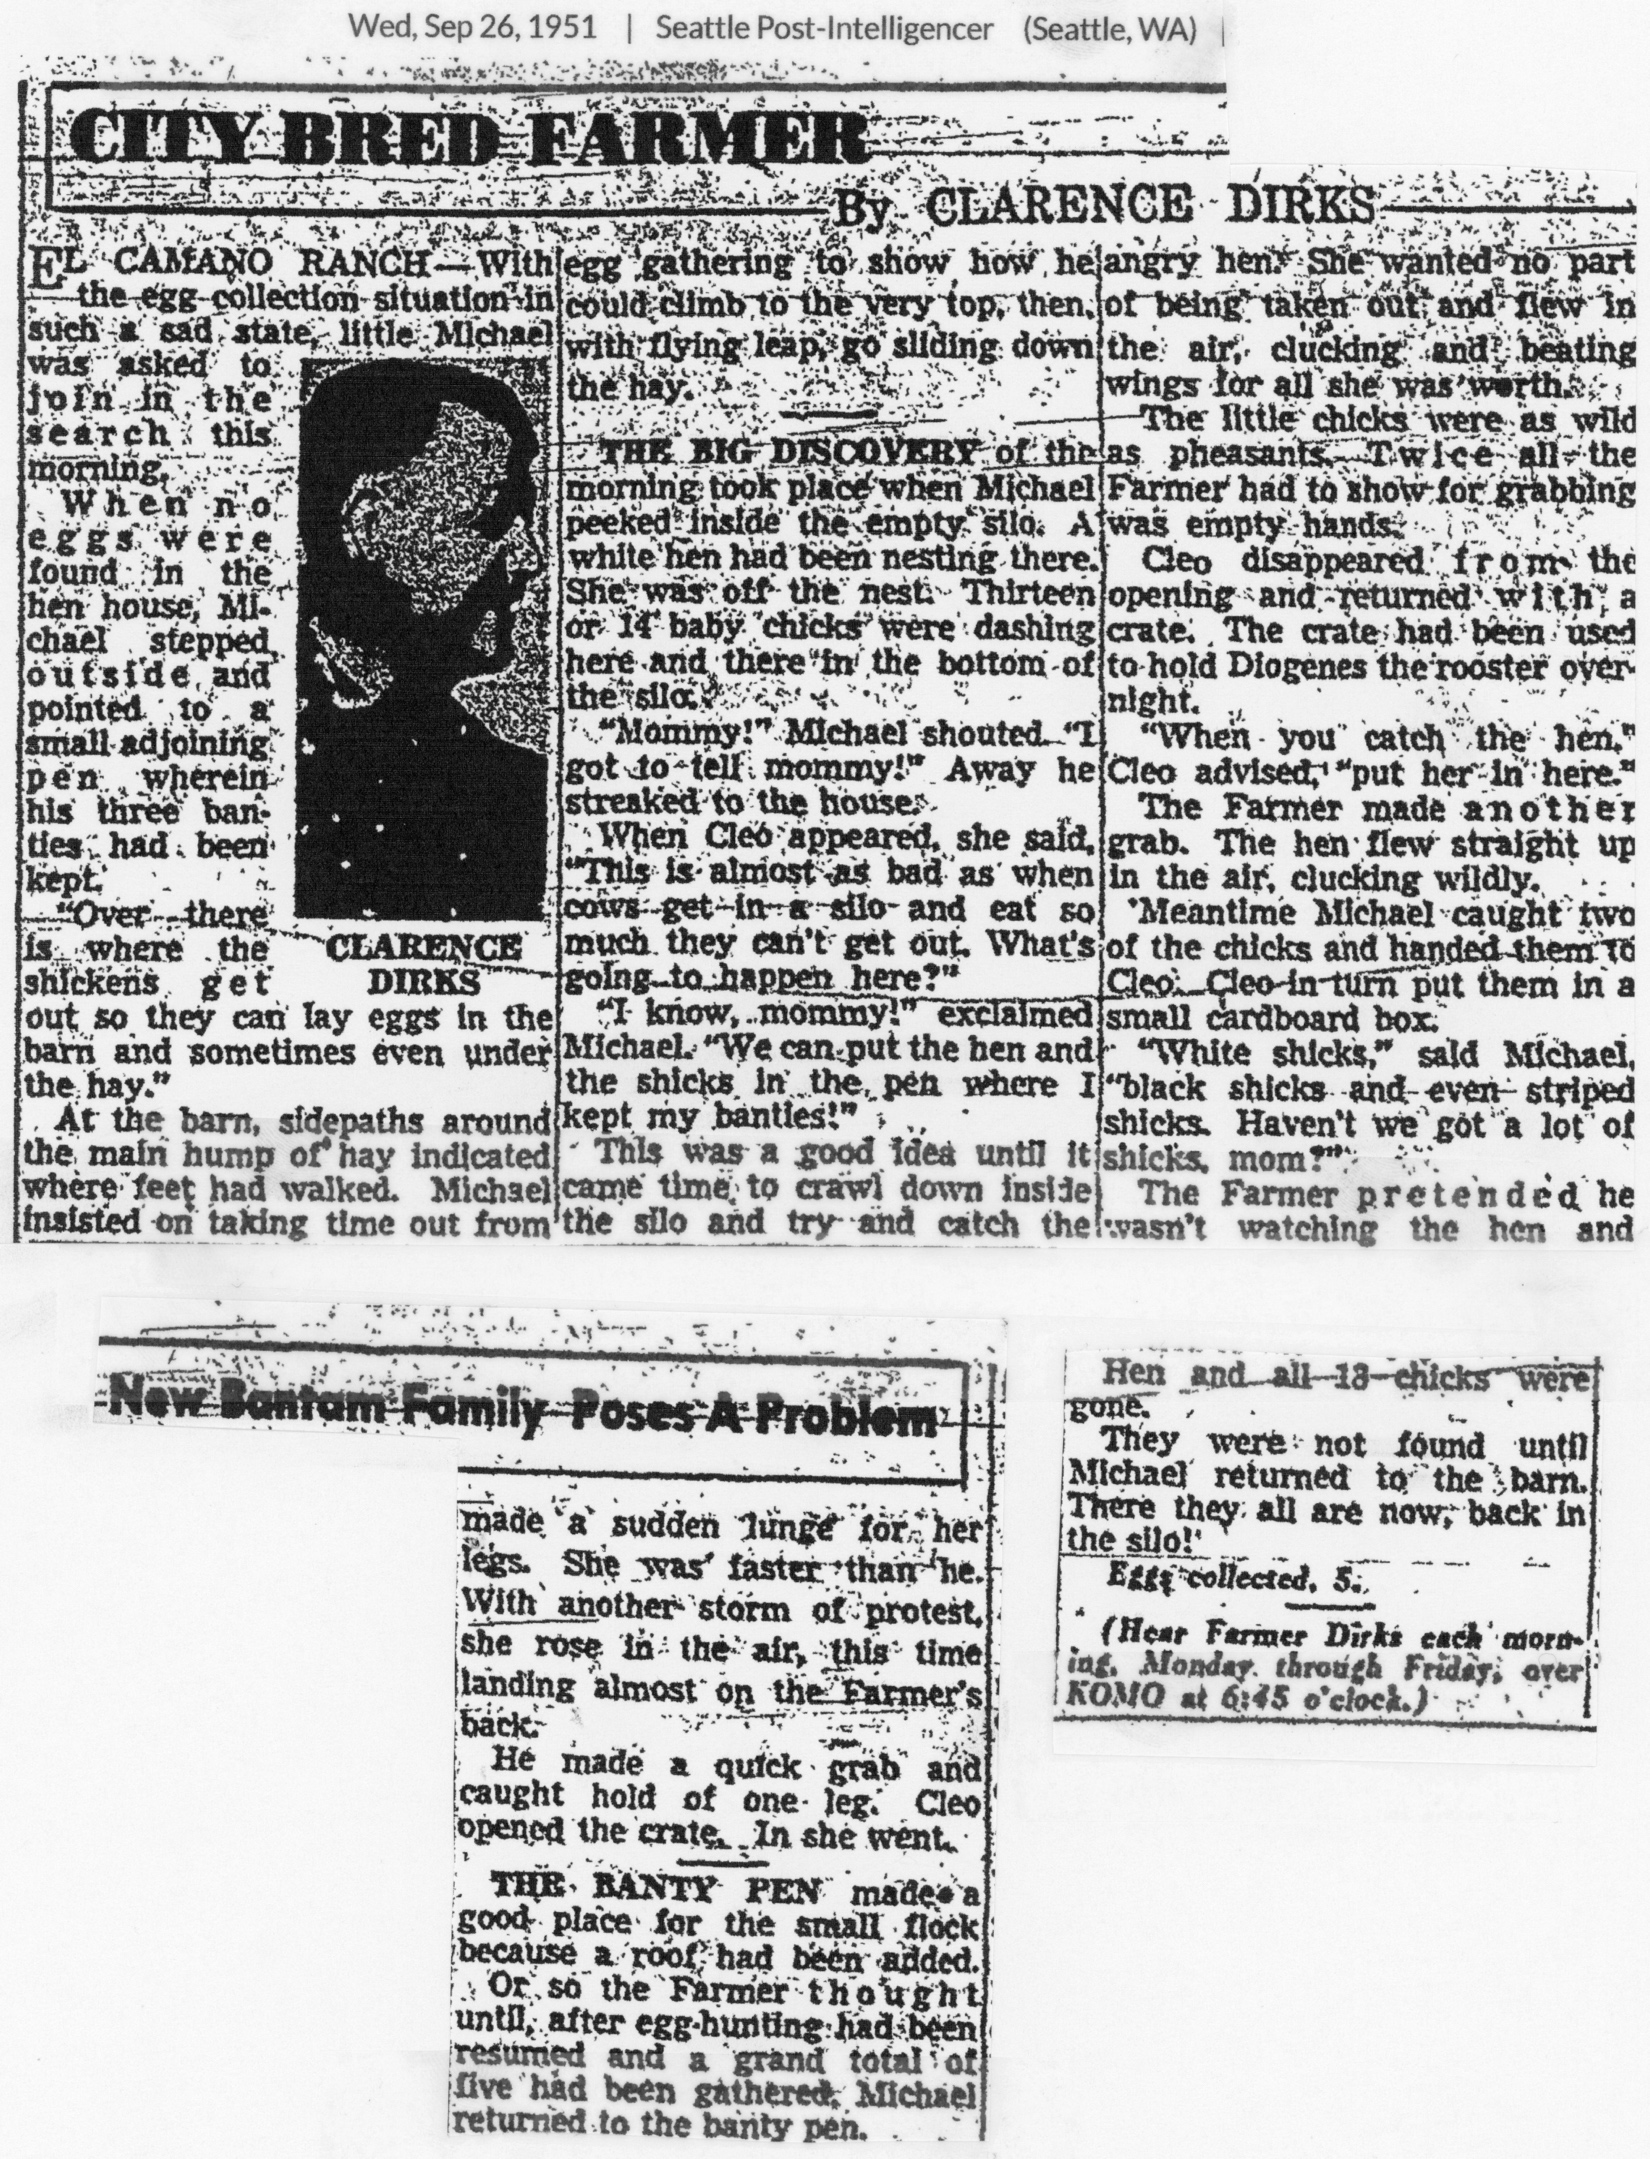 Wed, Sep 26, 1951 | Seattle Post-Intelligencer (Seattle, WA) |
CITY BRED FARMER
By CLARENCE DIRKS
EL CAMANO RANCH—With
the egg collection situation in
such a sad state, little Michael
was asked to
join in the
search this
morning.
When no
eggs were
found in the
hen house, Mi-
chael stepped
outside and
pointed to a
small adjoining
pen wherein
his three ban-
ties had been
kept.
"Over there
is where the
shickens get
out so they can lay eggs in the
barn and sometimes even under
the hay."
At the barn, sidepaths around
the main hump of hay indicated
where feet had walked. Michael
insisted on taking time out from
CLARENCE
DIRKS
egg gathering to show how he
could climb to the very top, then,
with flying leap, go sliding down
the hay.
THE BIG DISCOVERY of the
morning took place when Michael
peeked inside the empty silo. A
white hen had been nesting there.
She was off the nest. Thirteen
or 14 baby chicks were dashing
here and there in the bottom of
the silo.
"Mommy!" Michael shouted. "I
got to tell mommy!" Away he
streaked to the house.
When Cleo appeared, she said,
"This is almost as bad as when
cows get in a silo and eat so
much they can't get out. What's
going to happen here?"
"I know, mommy!" exclaimed
Michael. "We can put the hen and
the shicks in the pen where I
kept my banties!"
This was a good idea until it
came time to crawl down inside
the silo and try and catch the
angry hen. She wanted no part
of being taken out and flew in
the air, clucking and beating
wings for all she was worth.
The little chicks were as wild
as pheasants. Twice all the
Farmer had to show for grabbing
was empty hands.
Cleo disappeared from the
opening and returned with a
crate. The crate had been used
to hold Diogenes the rooster over-
night.
"When you catch the hen,"
Cleo advised, "put her in here."
The Farmer made another
grab. The hen flew straight up
in the air, clucking wildly.
Meantime Michael caught two
of the chicks and handed them to
Cleo. Cleo in turn put them in a
small cardboard box.
"White shicks," said Michael,
"black shicks and even striped
shicks. Haven't we got a lot of
shicks, mom?"
The Farmer pretended he
wasn't watching the hen and
New Bantam Family Poses A Problem
made a sudden lunge for her
legs. She was faster than he.
With another storm of protest,
she rose in the air, this time
landing almost on the Farmer's
back.
He made a quick grab and
caught hold of one leg. Cleo
opened the crate. In she went.
THE BANTY PEN made a
good place for the small flock
because a roof had been added.
Or so the Farmer thought
until, after egg-hunting had been
resumed and a grand total of
five had been gathered, Michael
returned to the banty pen.
Hen and all 13 chicks were
gone.
They were not found until
Michael returned to the barn.
There they all are now, back in
the silo!
Eggs collected, 5.
(Hear Farmer Dirks each morn-
ing, Monday through Friday, over
KOMO at 6:45 o'clock.)